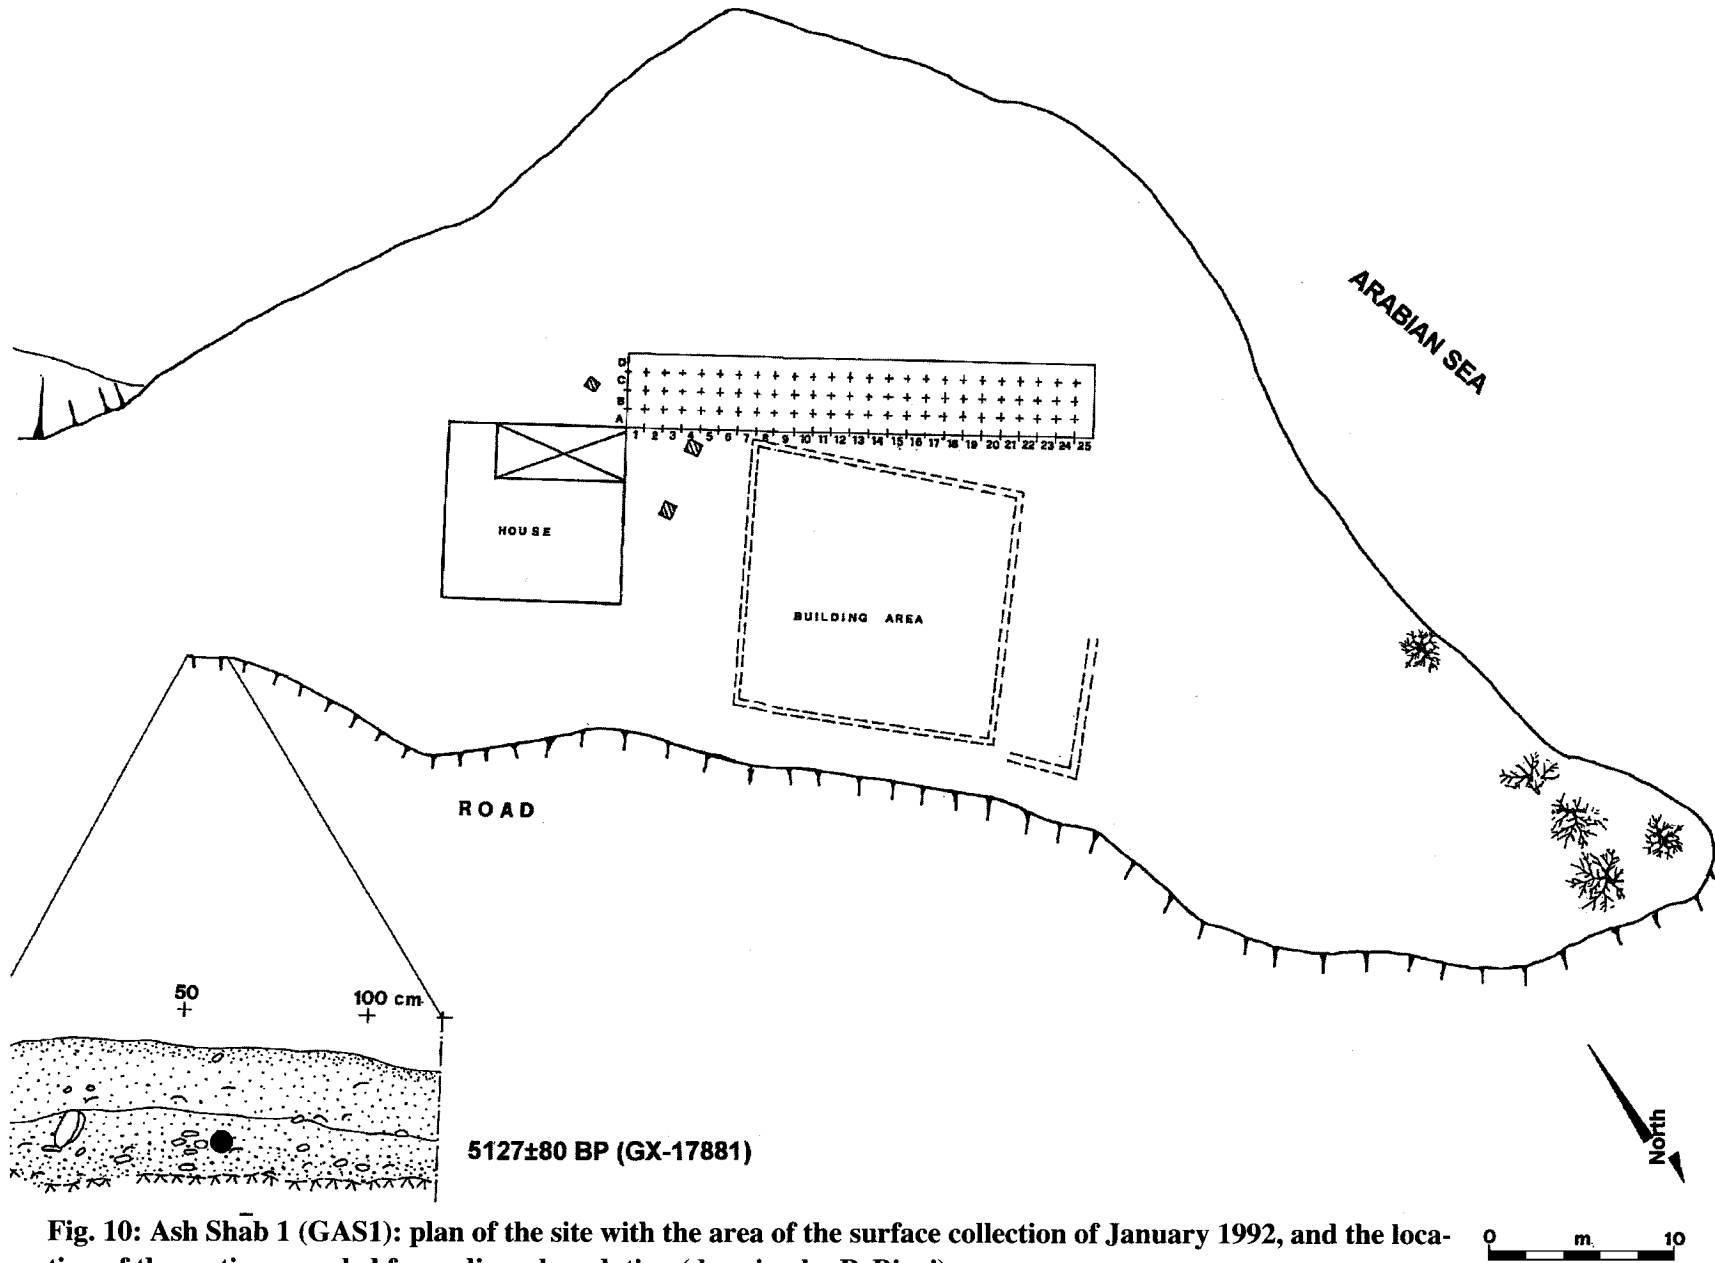 ARABIAN SEA
D
C
B
A
1 2 3 4 5 6 7 8 9 10 11 12 13 14 15 16 17 18 19 20 21 22 23 24 25
HOUSE
BUILDING AREA
ROAD
50
100 cm
5127±80 BP (GX-17881)
North
Fig. 10: Ash Shāb 1 (GAS1): plan of the site with the area of the surface collection of January 1992, and the loca-
0 m. 10